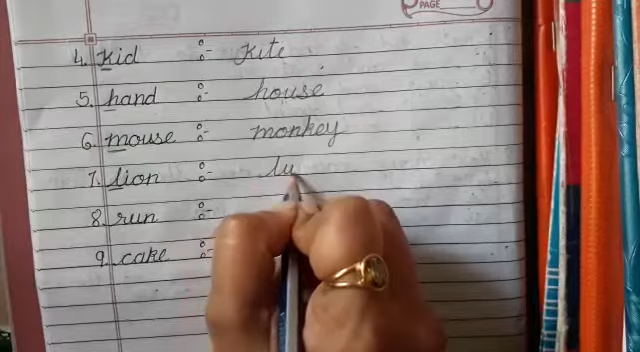 PAGE
4. kid :- kite
5. hand :- house
6. mouse :- monkey
7. lion :- lu
8. run :-
9. cake :-